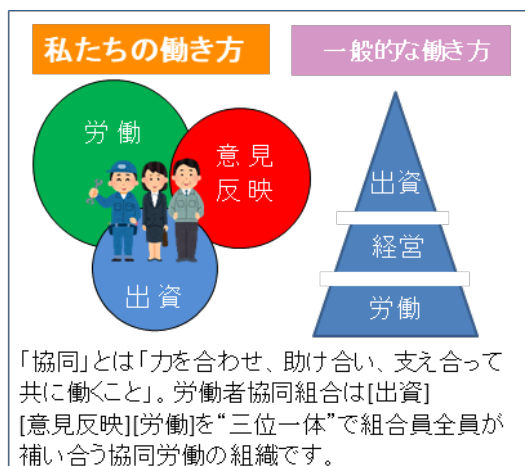 私たちの働き方
一般的な働き方
労働
意見
反映
出資
出資
経営
労働
「協同」とは「力を合わせ、助け合い、支え合って
共に働くこと」。労働者協同組合は[出資]
[意見反映][労働]を“三位一体”で組合員全員が
補い合う協同労働の組織です。